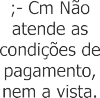 ;- Cm Não
atende as
condições de
pagamento,
nem a vista.